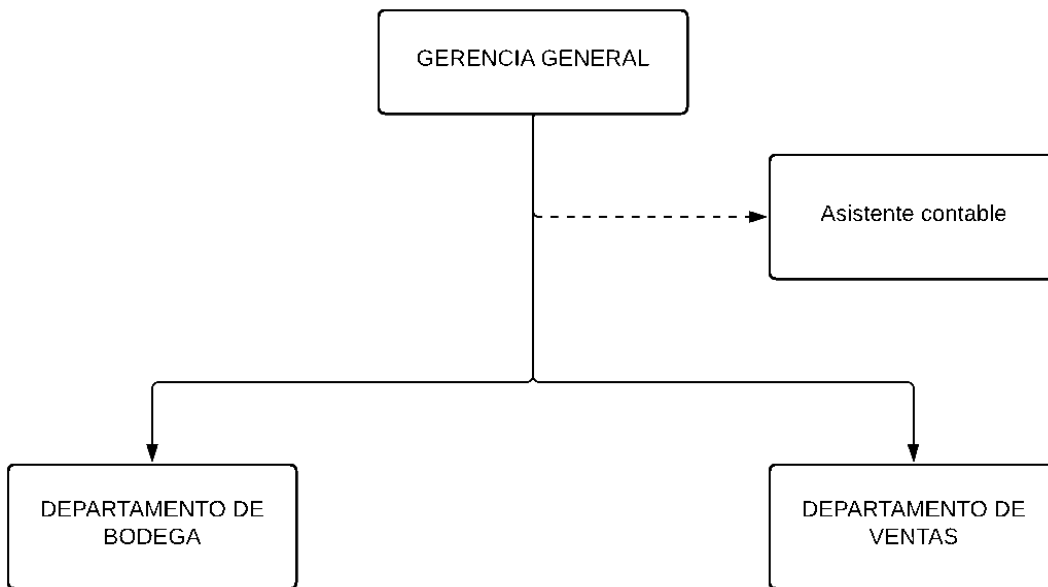 GERENCIA GENERAL
Asistente contable
DEPARTAMENTO DE
BODEGA
DEPARTAMENTO DE
VENTAS